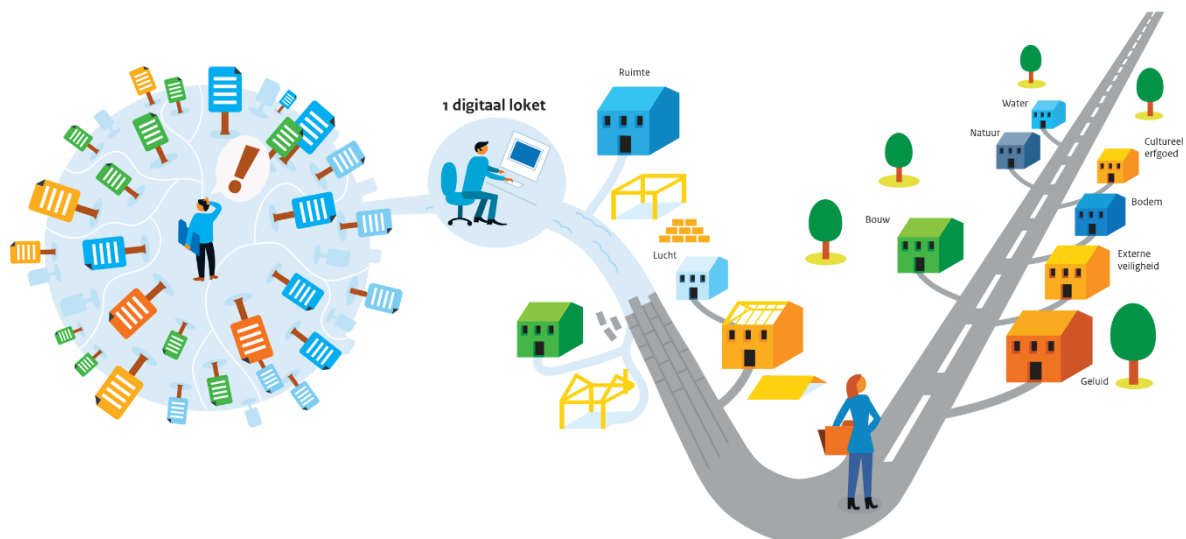 1 digitaal loket
Ruimte
Lucht
Bouw
Water
Natuur
Cultureel
erfgoed
Bodem
Externe
veiligheid
Geluid